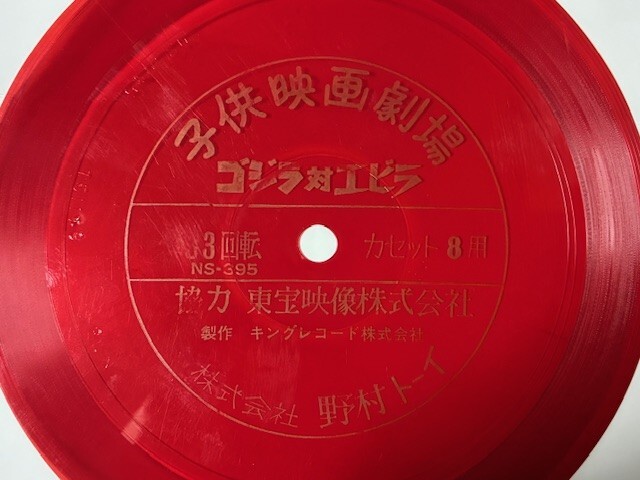 子供映画劇場
ゴジラ対エビラ
33回転
カセット8用
NS-395
協力 東宝映像株式会社
製作 キングレコード株式会社
株式会社 野村トーイ